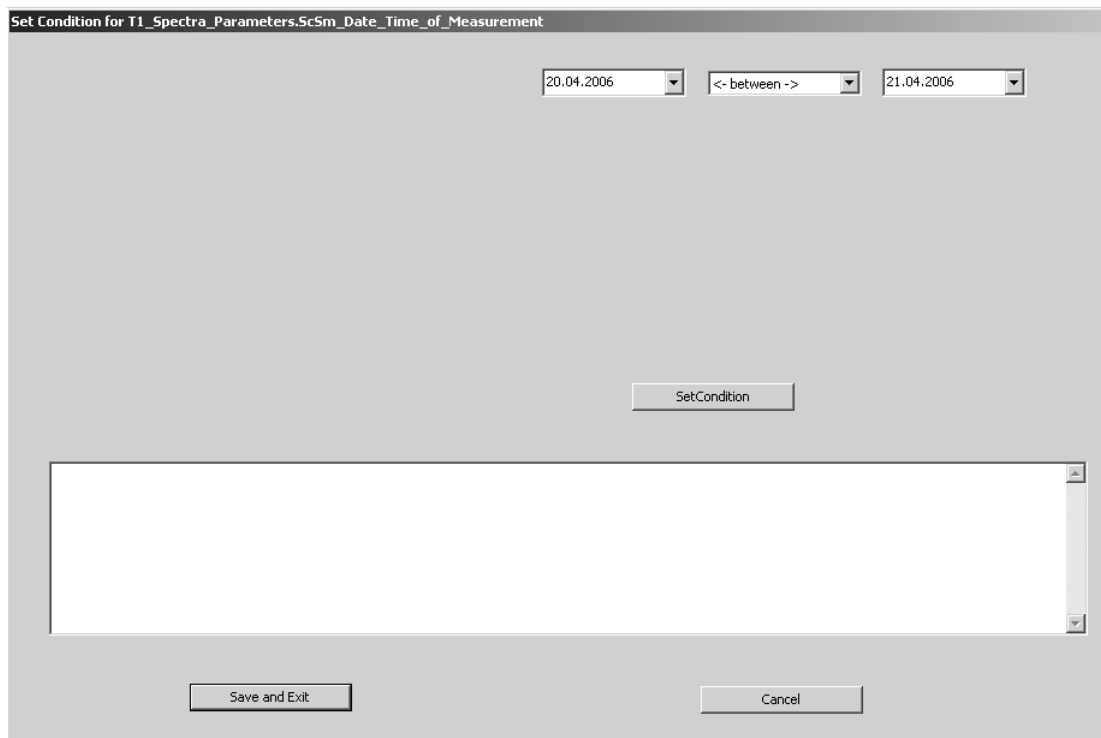 Set Condition for T1_Spectra_Parameters.ScSm_Date_Time_of_Measurement
20.04.2006 <- between -> 21.04.2006
SetCondition
Save and Exit Cancel